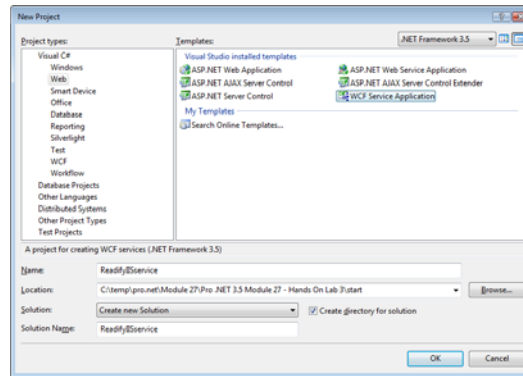 New Project
Project types:
Templates:
.NET Framework 3.5
Visual C#
Windows
Web
Smart Device
Office
Database
Reporting
Silverlight
Test
WCF
Workflow
Database Projects
Other Languages
Distributed Systems
Other Project Types
Test Projects
Visual Studio installed templates
ASP.NET Web Application
ASP.NET Web Service Application
ASP.NET AJAX Server Control
ASP.NET AJAX Server Control Extender
ASP.NET Server Control
WCF Service Application
My Templates
Search Online Templates...
A project for creating WCF services (.NET Framework 3.5)
Name:
ReadifyIISservice
Location:
C:\temp\pro.net\Module 27\Pro .NET 3.5 Module 27 - Hands On Lab 3\start
Browse...
Solution:
Create new Solution
Create directory for solution
Solution Name:
ReadifyIISservice
OK
Cancel